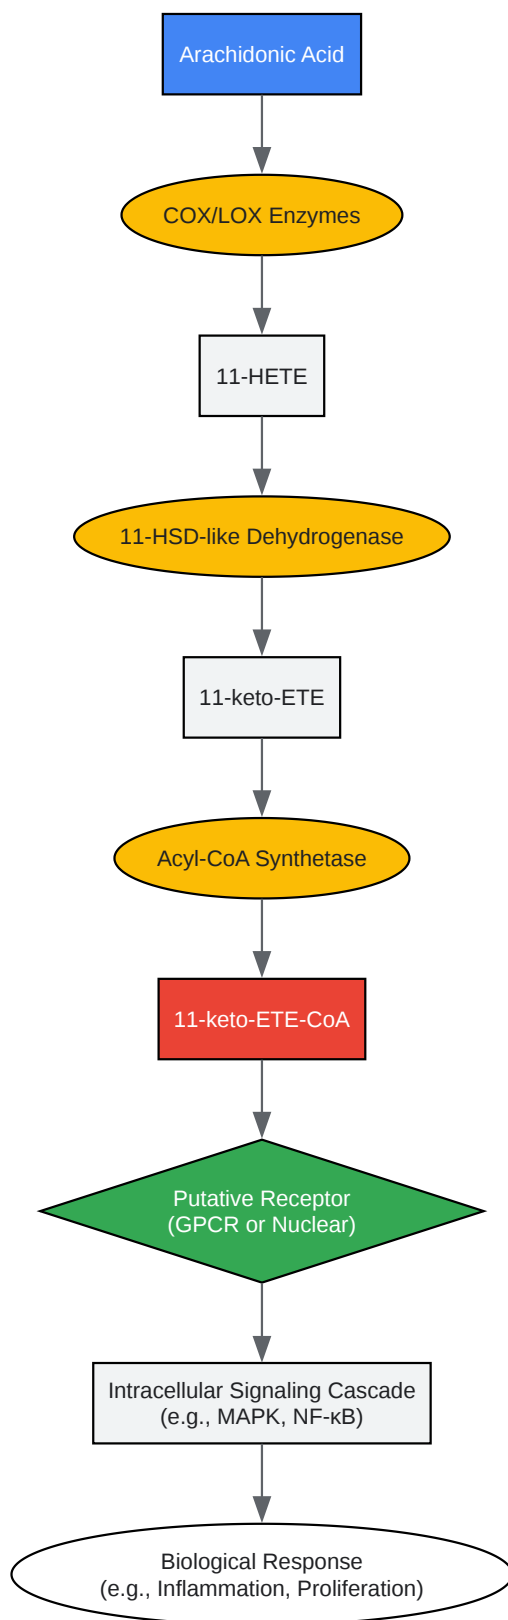 Arachidonic Acid
COX/LOX Enzymes
11-HETE
11-HSD-like Dehydrogenase
11-keto-ETE
Acyl-CoA Synthetase
11-keto-ETE-CoA
Putative Receptor
(GPCR or Nuclear)
Intracellular Signaling Cascade
(e.g., MAPK, NF-κB)
Biological Response
(e.g., Inflammation, Proliferation)